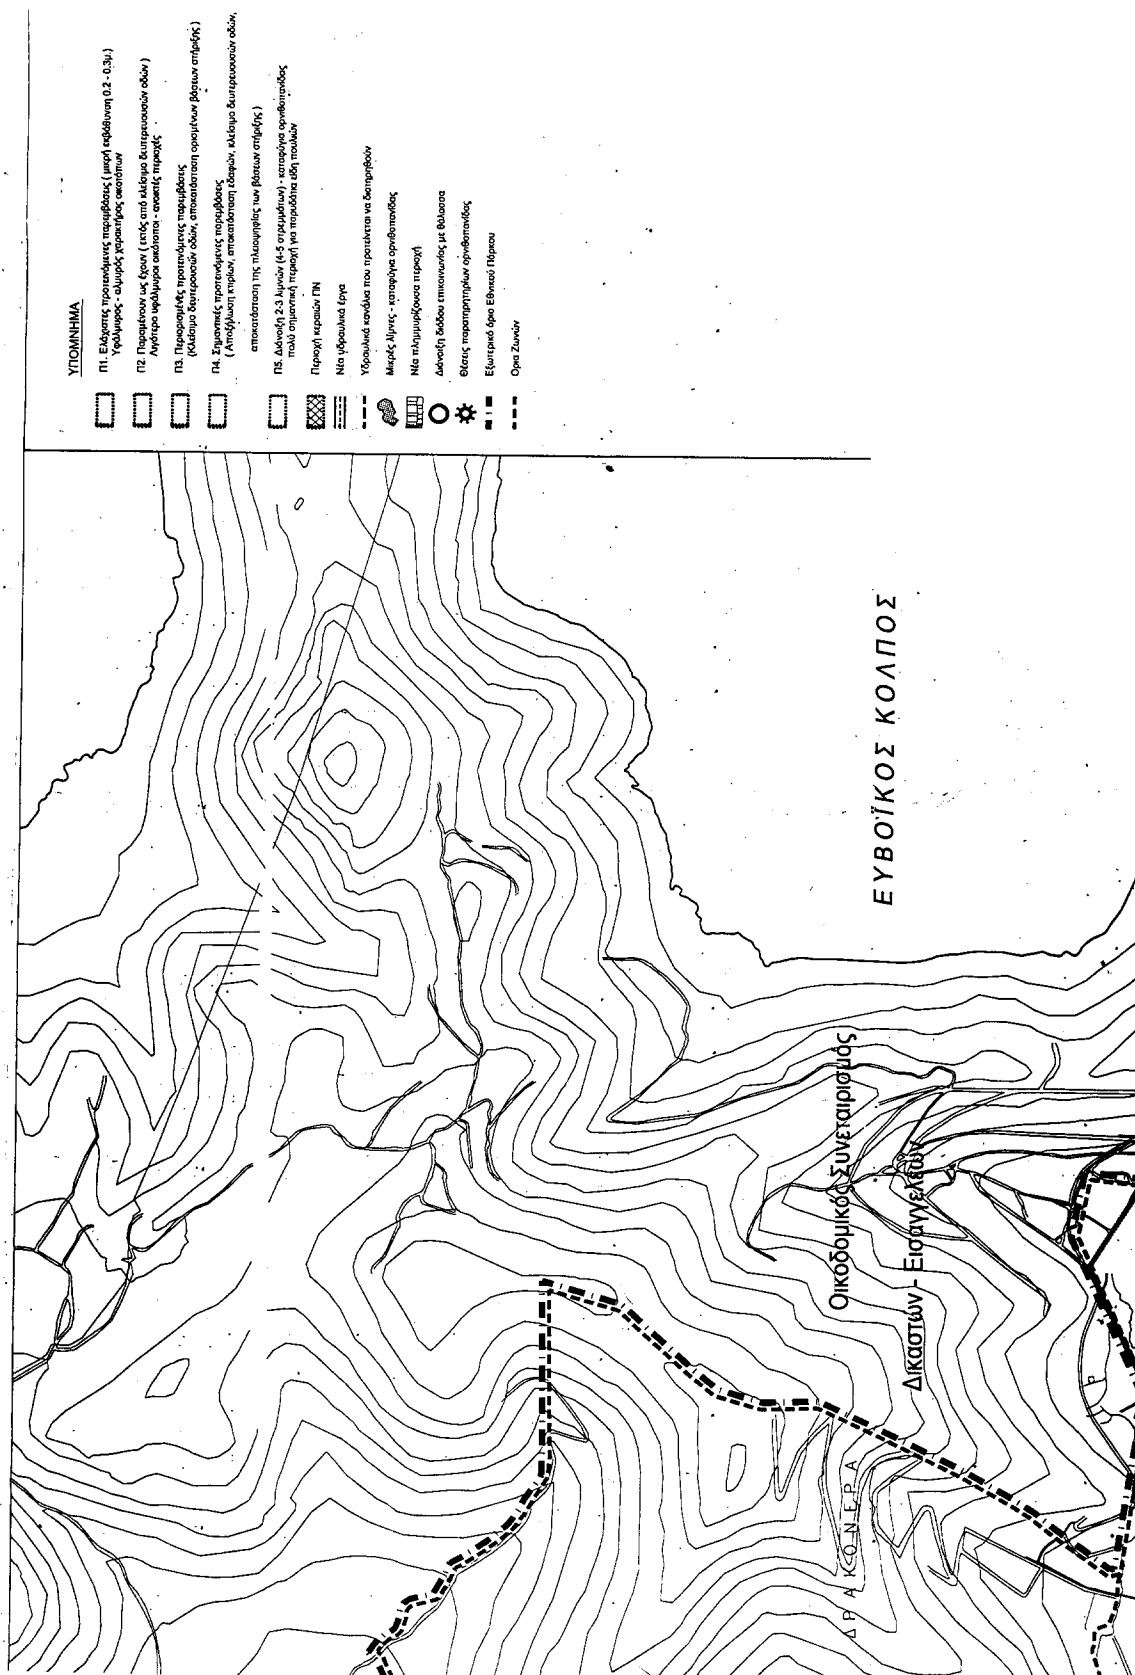 ΥΠΟΜΝΗΜΑ
Π1. Ελάχιστες προτεινόμενες παρεμβάσεις ( μικρή εκβάθυνση 0.2 - 0.3μ.)
Υφάλμυρος - αλμυρός χαρακτήρας οικοτόπων
Π2. Παραμένουν ως έχουν ( εκτός από κλείσιμο δευτερευουσών οδών )
Λιγότερο υφάλμυροι οικότοποι - ανοικτές περιοχές
Π3. Περιορισμένες προτεινόμενες παρεμβάσεις
(Κλείσιμο δευτερουσών οδών, αποκατάσταση ορισμένων βάσεων στήριξης )
Π4. Σημαντικές προτεινόμενες παρεμβάσεις
( Αποξήλωση κτιρίων, αποκατάσταση εδαφών, κλείσιμο δευτερευουσών οδών,
αποκατάσταση της πλειοψηφίας των βάσεων στήριξης )
Π5. Διάνοιξη 2-3 λιμνών (4-5 στρεμμάτων) - καταφύγια ορνιθοπανίδας
πολύ σημαντική περιοχή για παρυδάτια είδη πουλιών
Περιοχή κεραιών ΠΝ
Νέα υδραυλικά έργα
Υδραυλικά κανάλια που προτείνεται να διατηρηθούν
Μικρές λίμνες - καταφύγια ορνιθοπανίδας
Νέα πλημμυρίζουσα περιοχή
Διάνοιξη διόδου επικοινωνίας με θάλασσα
Θέσεις παρατηρητηρίων ορνιθοπανίδας
Εξωτερικό όριο Εθνικού Πάρκου
Όρια Ζωνών
ΕΥΒΟΪΚΟΣ ΚΟΛΠΟΣ
Οικοδομικός Συνεταιρισμός
Δικαστών - Εισαγγελέων
ΔΡΑΚΟΝΕΡΑ